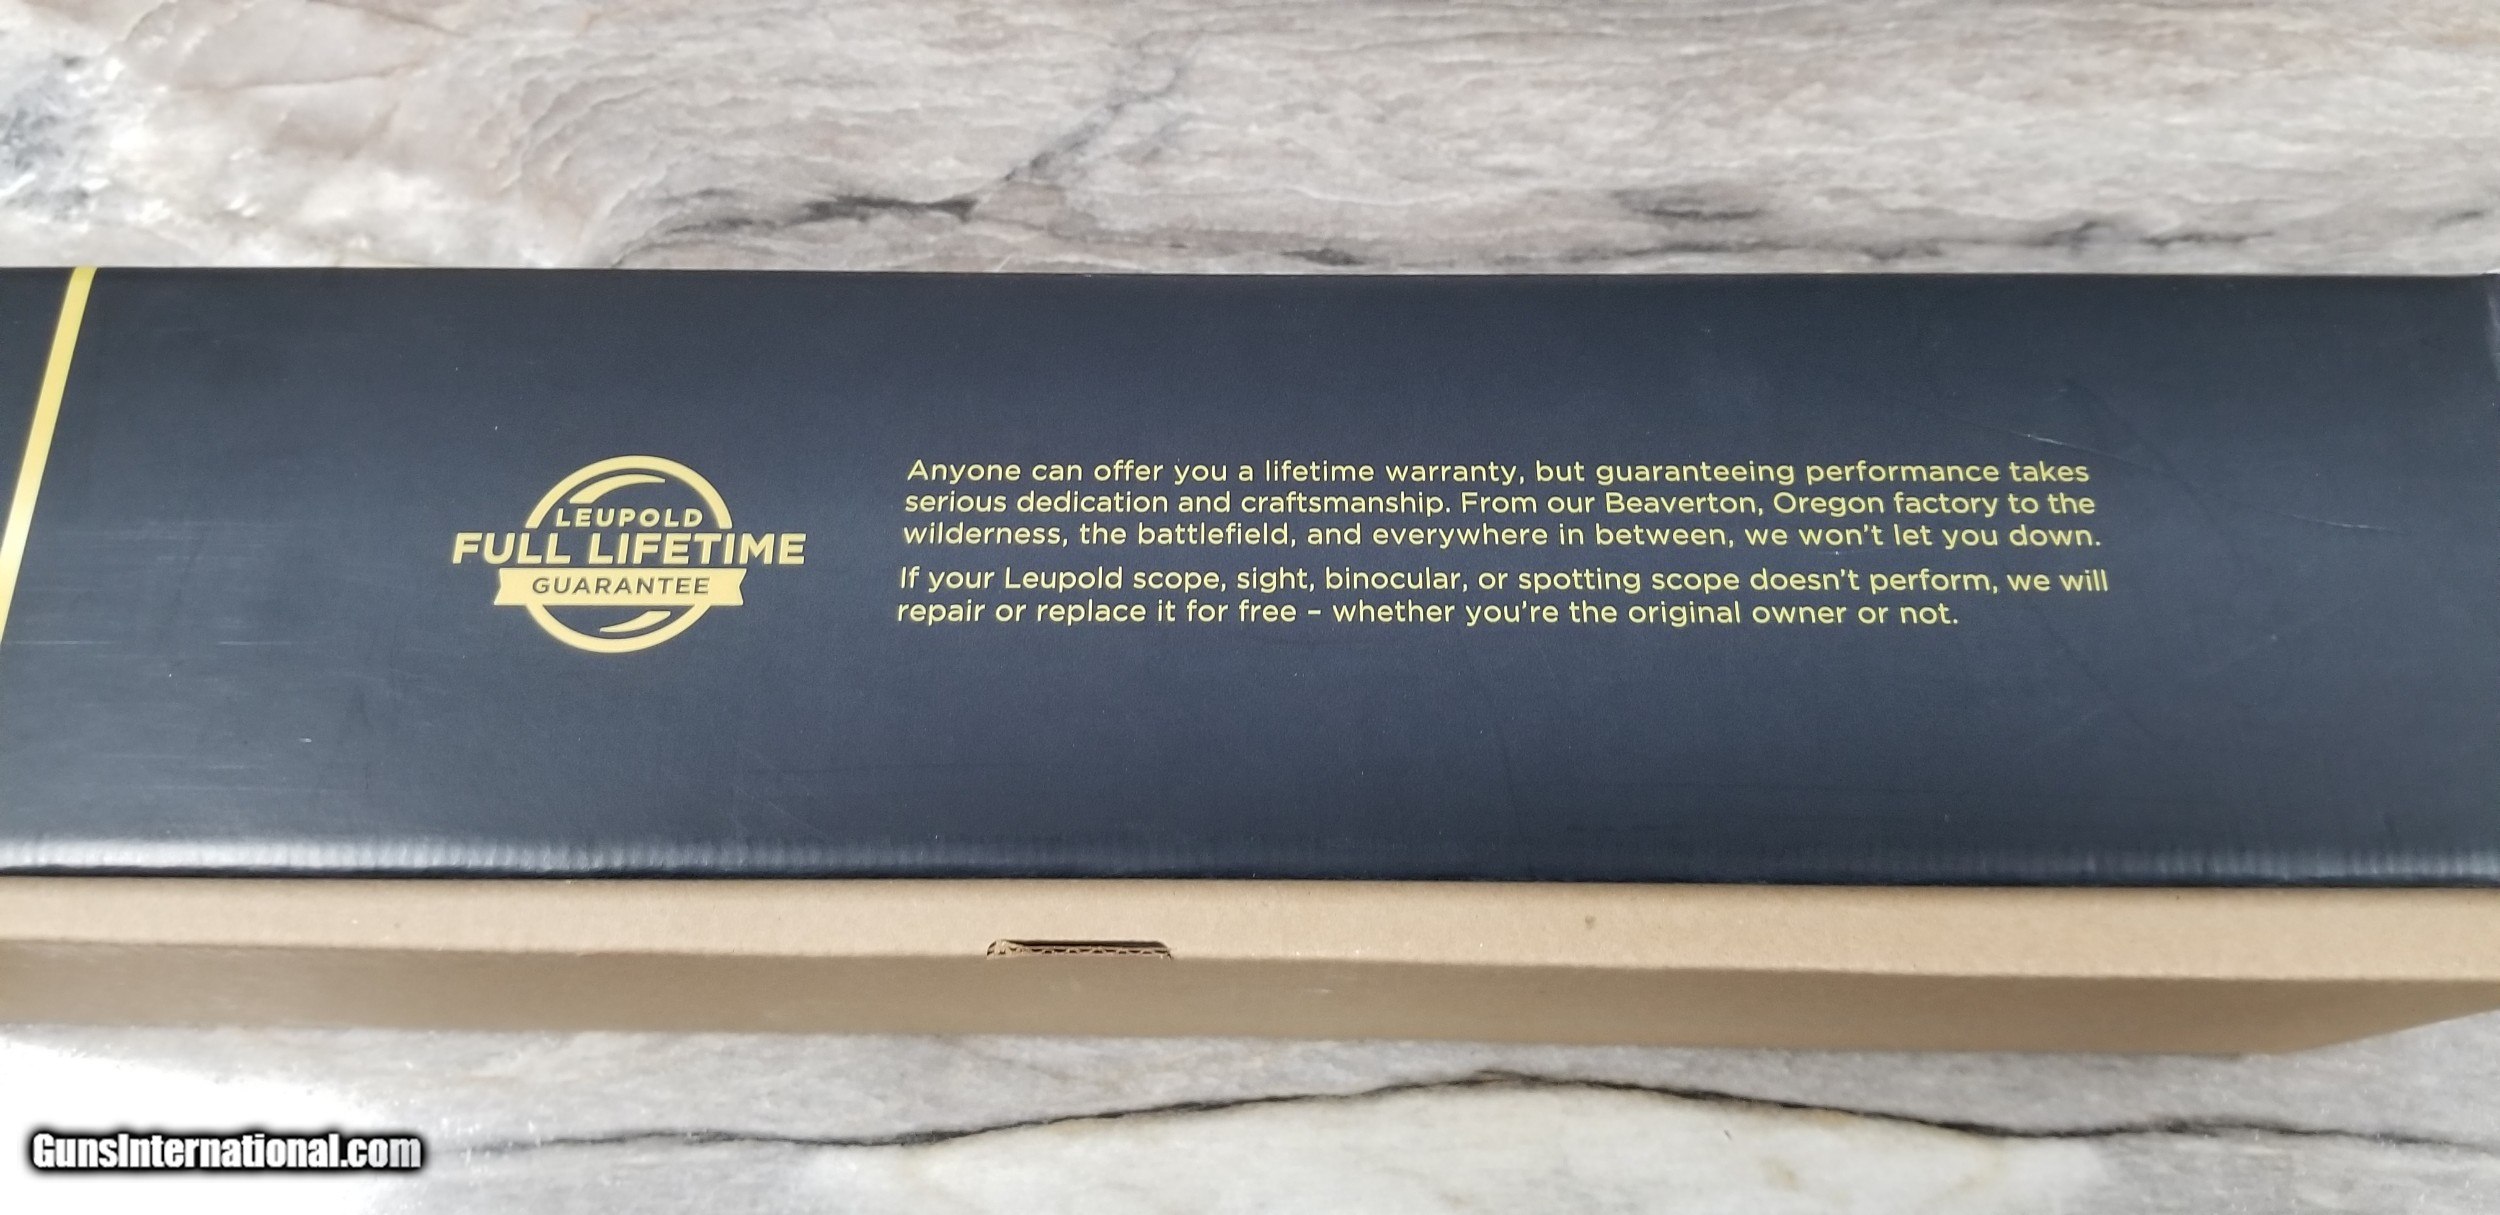 LEUPOLD
FULL LIFETIME
GUARANTEE
Anyone can offer you a lifetime warranty, but guaranteeing performance takes
serious dedication and craftsmanship. From our Beaverton, Oregon factory to the
wilderness, the battlefield, and everywhere in between, we won't let you down.
If your Leupold scope, sight, binocular, or spotting scope doesn't perform, we will
repair or replace it for free – whether you're the original owner or not.
GunsInternational.com